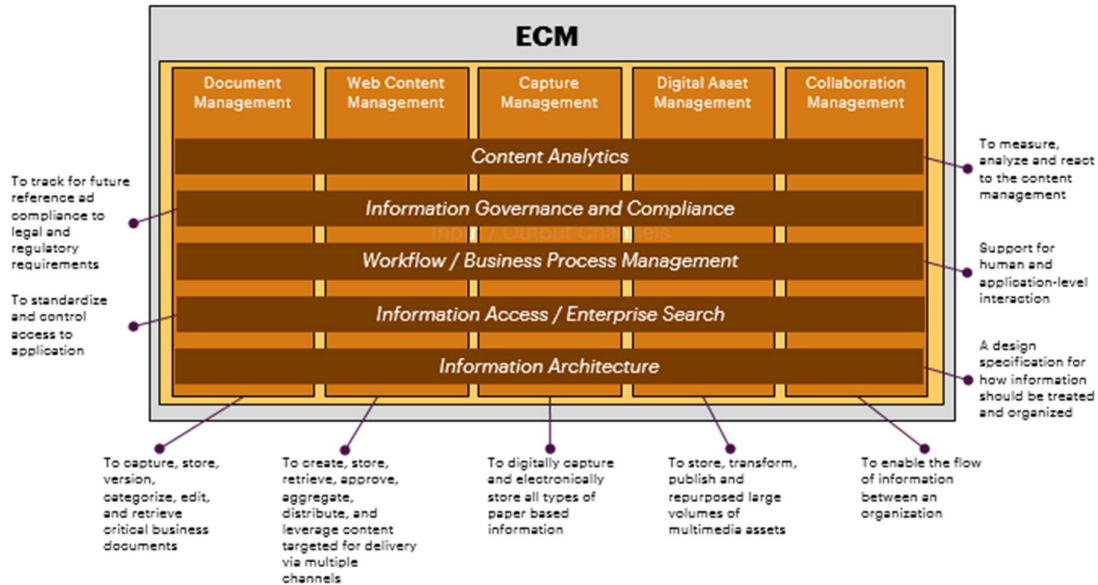 ECM
Document
Management
Web Content
Management
Capture
Management
Digital Asset
Management
Collaboration
Management
Content Analytics
To measure,
analyze and react
to the content
management
To track for future
reference ad
compliance to
legal and
regulatory
requirements
Information Governance and Compliance
Input / Output Channels
Workflow / Business Process Management
Support for
human and
application-level
interaction
To standardize
and control
access to
application
Information Access / Enterprise Search
Information Architecture
A design
specification for
how information
should be treated
and organized
To capture, store,
version,
categorize, edit,
and retrieve
critical business
documents
To create, store,
retrieve, approve,
aggregate,
distribute, and
leverage content
targeted for delivery
via multiple
channels
To digitally capture
and electronically
store all types of
paper based
information
To store, transform,
publish and
repurposed large
volumes of
multimedia assets
To enable the flow
of information
between an
organization